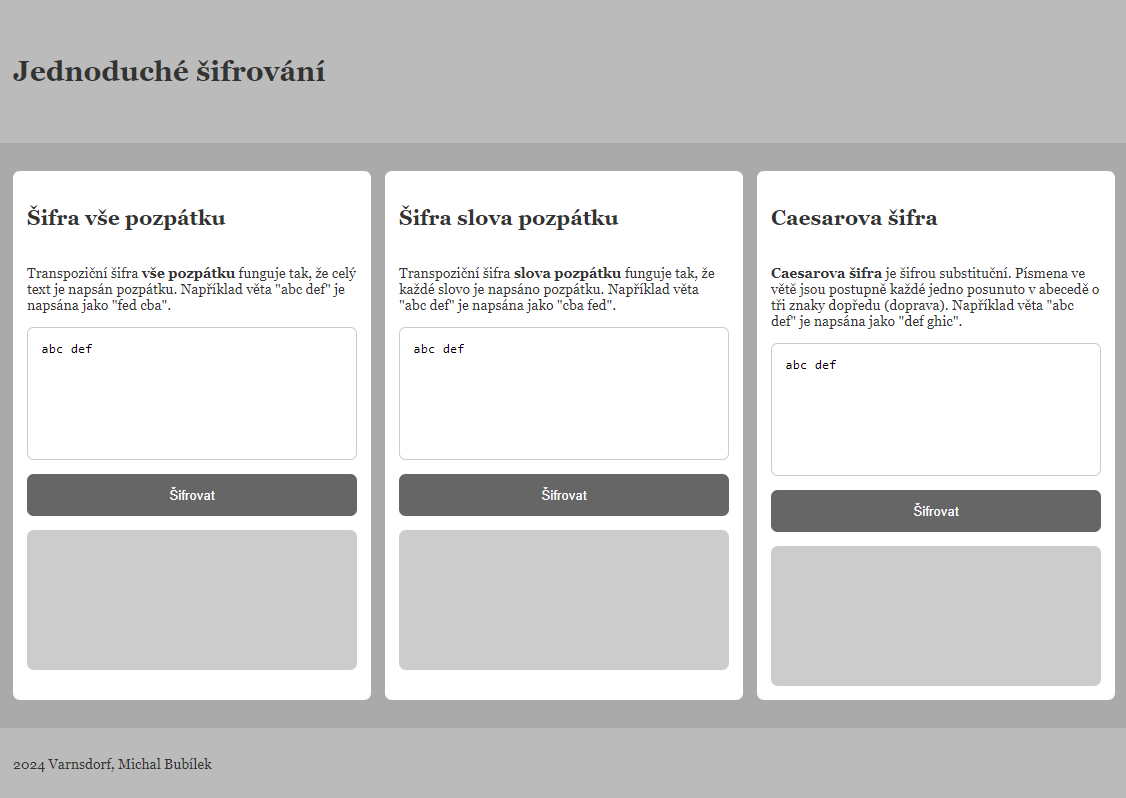 Jednoduché šifrování
Šifra vše pozpátku
Transpoziční šifra vše pozpátku funguje tak, že celý
text je napsán pozpátku. Například věta "abc def" je
napsána jako "fed cba".
abc def
Šifrovat
Šifra slova pozpátku
Transpoziční šifra slova pozpátku funguje tak, že
každé slovo je napsáno pozpátku. Například věta
"abc def" je napsána jako "cba fed".
abc def
Šifrovat
Caesarova šifra
Caesarova šifra je šifrou substituční. Písmena ve
větě jsou postupně každé jedno posunuto v abecedě o
tři znaky dopředu (doprava). Například věta "abc
def" je napsána jako "def ghic".
abc def
Šifrovat
2024 Varnsdorf, Michal Bubílek